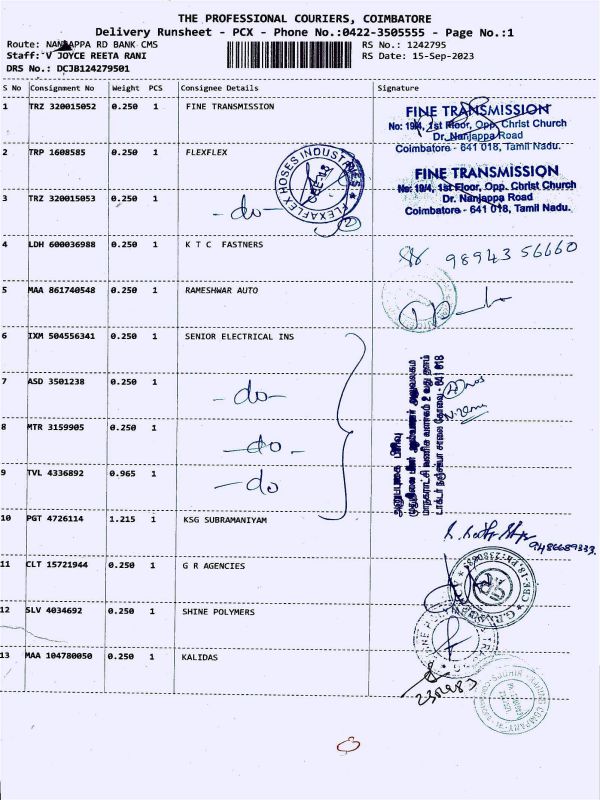 THE PROFESSIONAL COURIERS, COIMBATORE
Delivery Runsheet - PCX - Phone No.:0422-3505555 - Page No.:1
Route: NANJAPPA RD BANK CMS
RS No.: 1242795
Staff: V JOYCE REETA RANI
RS Date: 15-Sep-2023
DRS No.: DCJB124279501
S No Consignment No Weight PCS Consignee Details Signature
1 TRZ 320015052 0.250 1 FINE TRANSMISSION
FINE TRANSMISSION
No: 19/4, 1st Floor, Opp. Christ Church
Dr. Nanjappa Road
Coimbatore - 641 018, Tamil Nadu.
2 TRP 1608585 0.250 1 FLEXFLEX
FLEXAFLEX HOSES INDUSTRIES
CBE-18
FINE TRANSMISSION
No: 19/4, 1st Floor, Opp. Christ Church
Dr. Nanjappa Road
Coimbatore - 641 018, Tamil Nadu.
3 TRZ 320015053 0.250 1 -do-
(2)
4 LDH 600036988 0.250 1 K T C FASTNERS
98943 56660
5 MAA 861740548 0.250 1 RAMESHWAR AUTO
6 IXM 504556341 0.250 1 SENIOR ELECTRICAL INS
7 ASD 3501238 0.250 1 -do-
8 MTR 3159905 0.250 1 -do-
9 TVL 4336892 0.965 1 -do-
10 PGT 4726114 1.215 1 KSG SUBRAMANIYAM
9486689333
11 CLT 15721944 0.250 1 G R AGENCIES
12 SLV 4034692 0.250 1 SHINE POLYMERS
13 MAA 104780050 0.250 1 KALIDAS